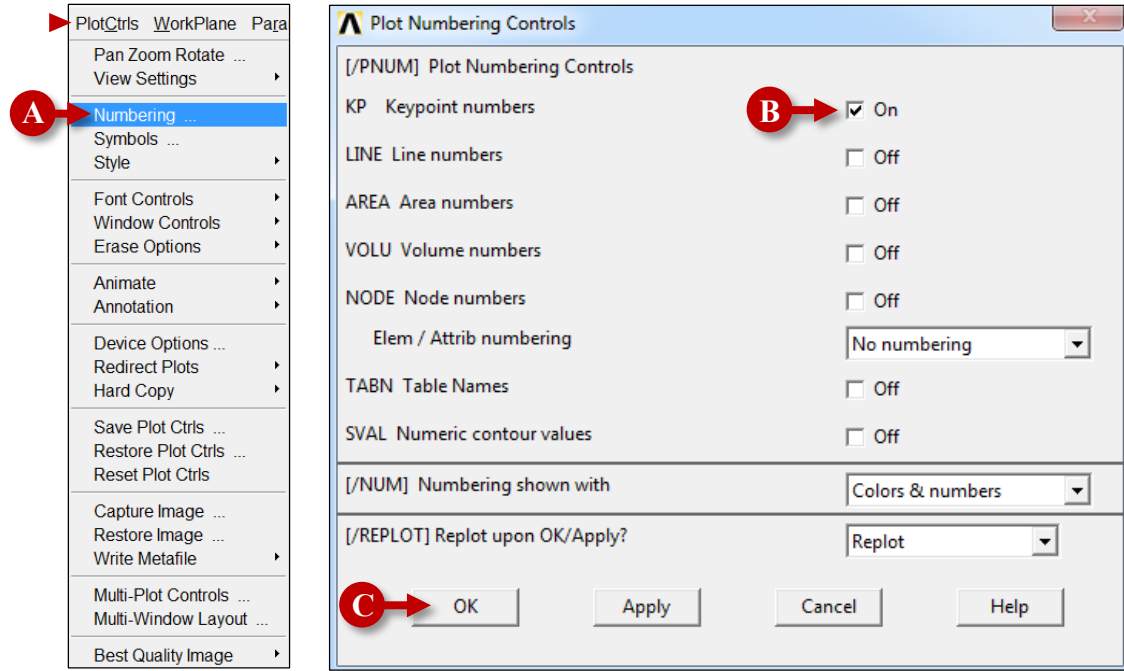 PlotCtrls WorkPlane Para
Pan Zoom Rotate ...
View Settings
A
Numbering ...
Symbols ...
Style
Font Controls
Window Controls
Erase Options
Animate
Annotation
Device Options ...
Redirect Plots
Hard Copy
Save Plot Ctrls ...
Restore Plot Ctrls ...
Reset Plot Ctrls
Capture Image ...
Restore Image ...
Write Metafile
Multi-Plot Controls ...
Multi-Window Layout ...
Best Quality Image
Plot Numbering Controls
[/PNUM] Plot Numbering Controls
KP Keypoint numbers B On
LINE Line numbers Off
AREA Area numbers Off
VOLU Volume numbers Off
NODE Node numbers Off
Elem / Attrib numbering No numbering
TABN Table Names Off
SVAL Numeric contour values Off
[/NUM] Numbering shown with Colors & numbers
[/REPLOT] Replot upon OK/Apply? Replot
C OK Apply Cancel Help